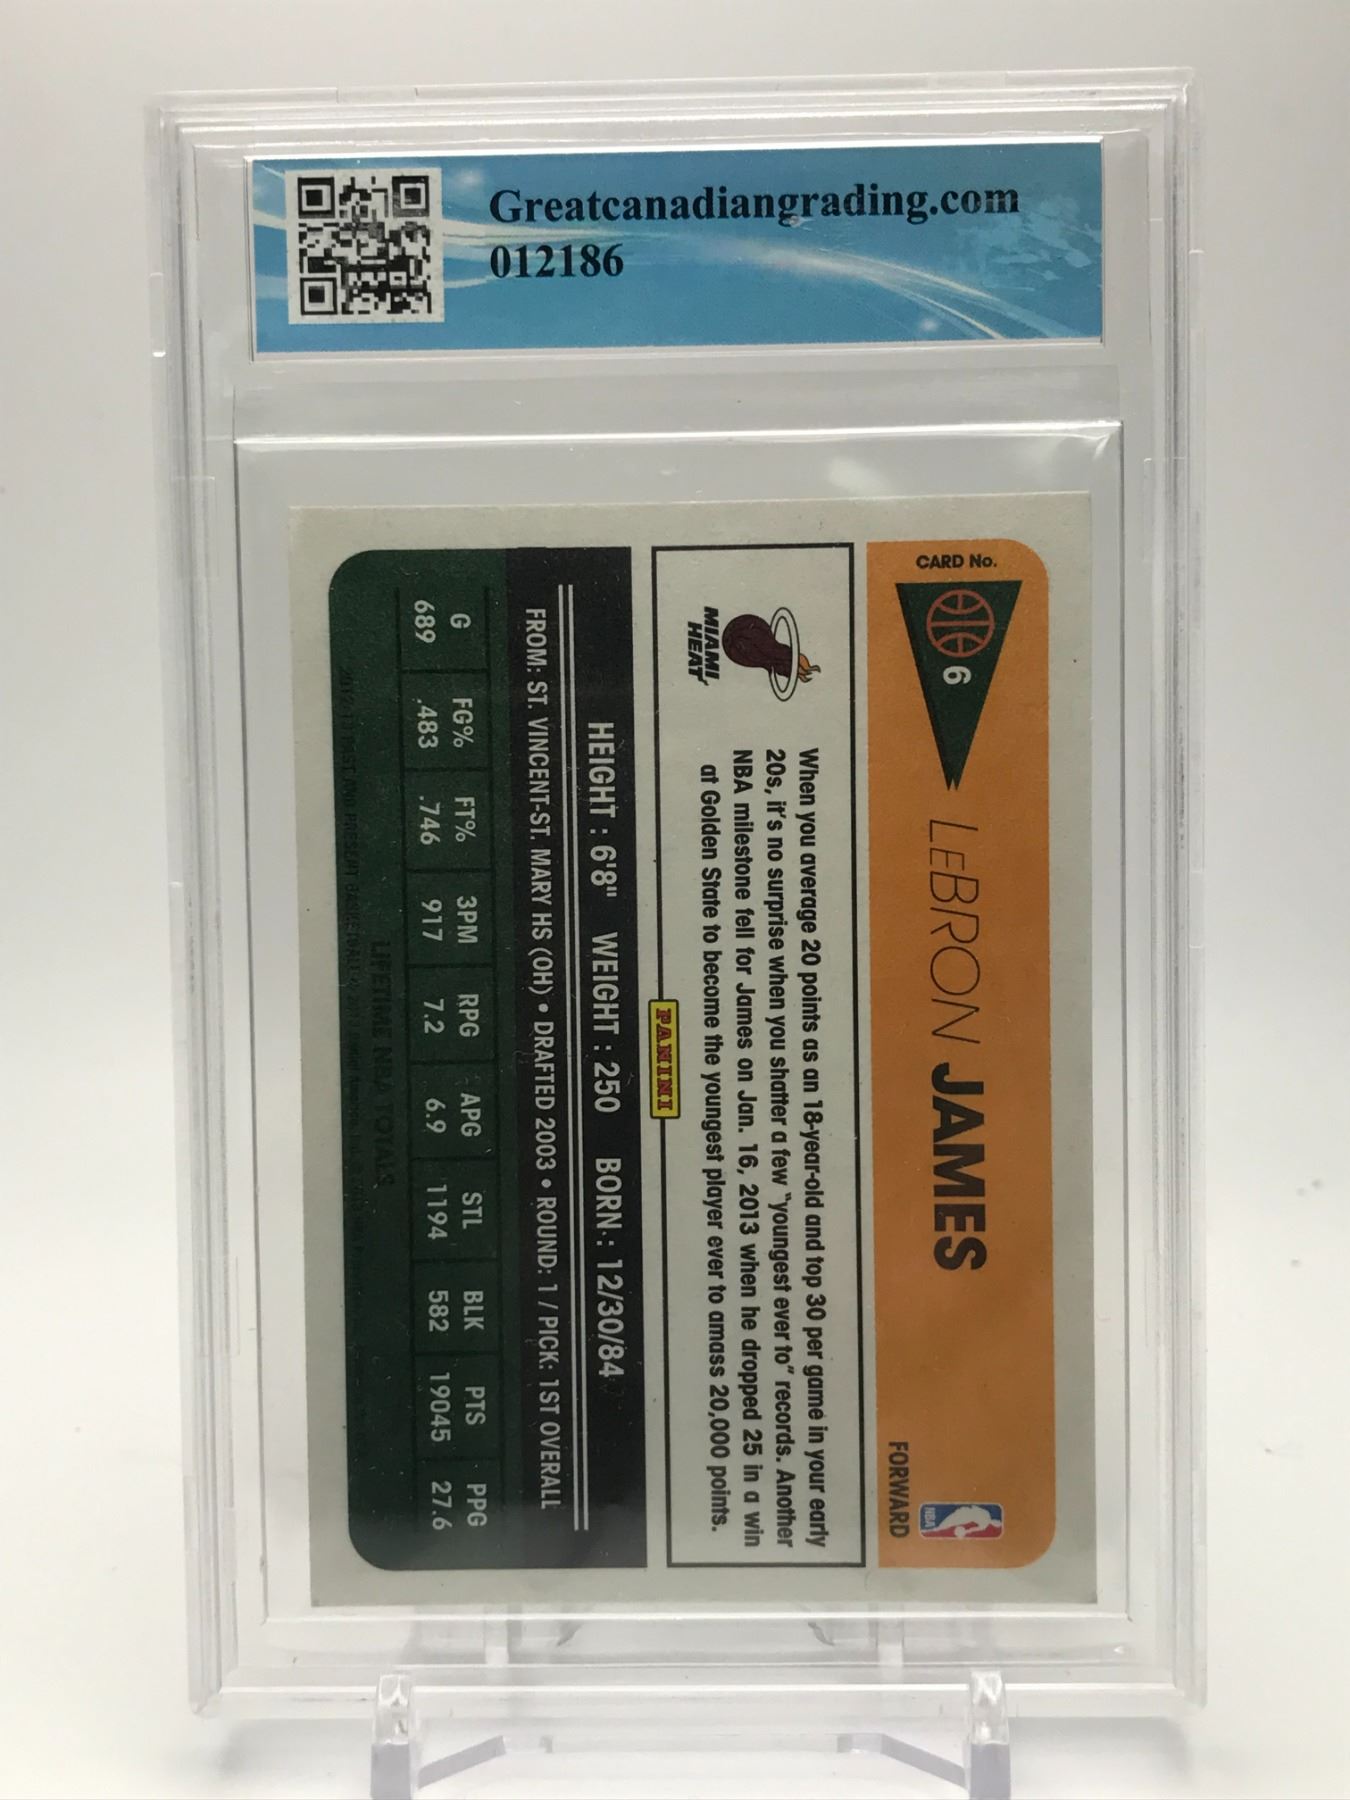 Greatcanadiangrading.com
012186
CARD No.
6
LEBRON JAMES
FORWARD
NBA
MIAMI
HEAT
When you average 20 points as an 18-year-old and top 30 per game in your early
20s, it's no surprise when you shatter a few "youngest ever to" records. Another
NBA milestone fell for James on Jan. 16, 2013 when he dropped 25 in a win
at Golden State to become the youngest player ever to amass 20,000 points.
PANINI
HEIGHT: 6'8" WEIGHT: 250 BORN: 12/30/84
FROM: ST. VINCENT-ST. MARY HS (OH) • DRAFTED 2003 • ROUND: 1 / PICK: 1ST OVERALL
G FG% FT% 3PM RPG APG STL BLK PTS PPG
689 .483 .746 917 7.2 6.9 1194 582 19045 27.6
LIFETIME NBA TOTALS